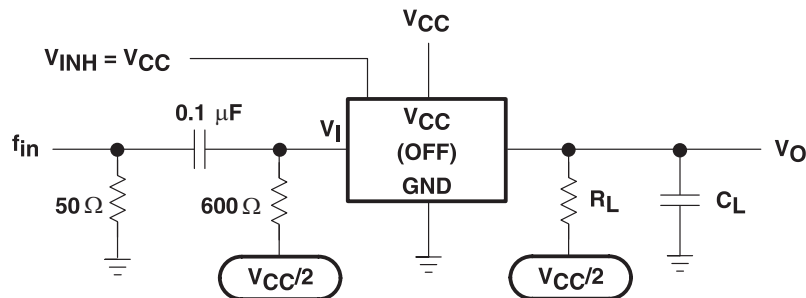 VCC
VINH = VCC
0.1 μF
fin
VI
VCC
(OFF)
GND
VO
50 Ω
600 Ω
RL
CL
VCC/2
VCC/2